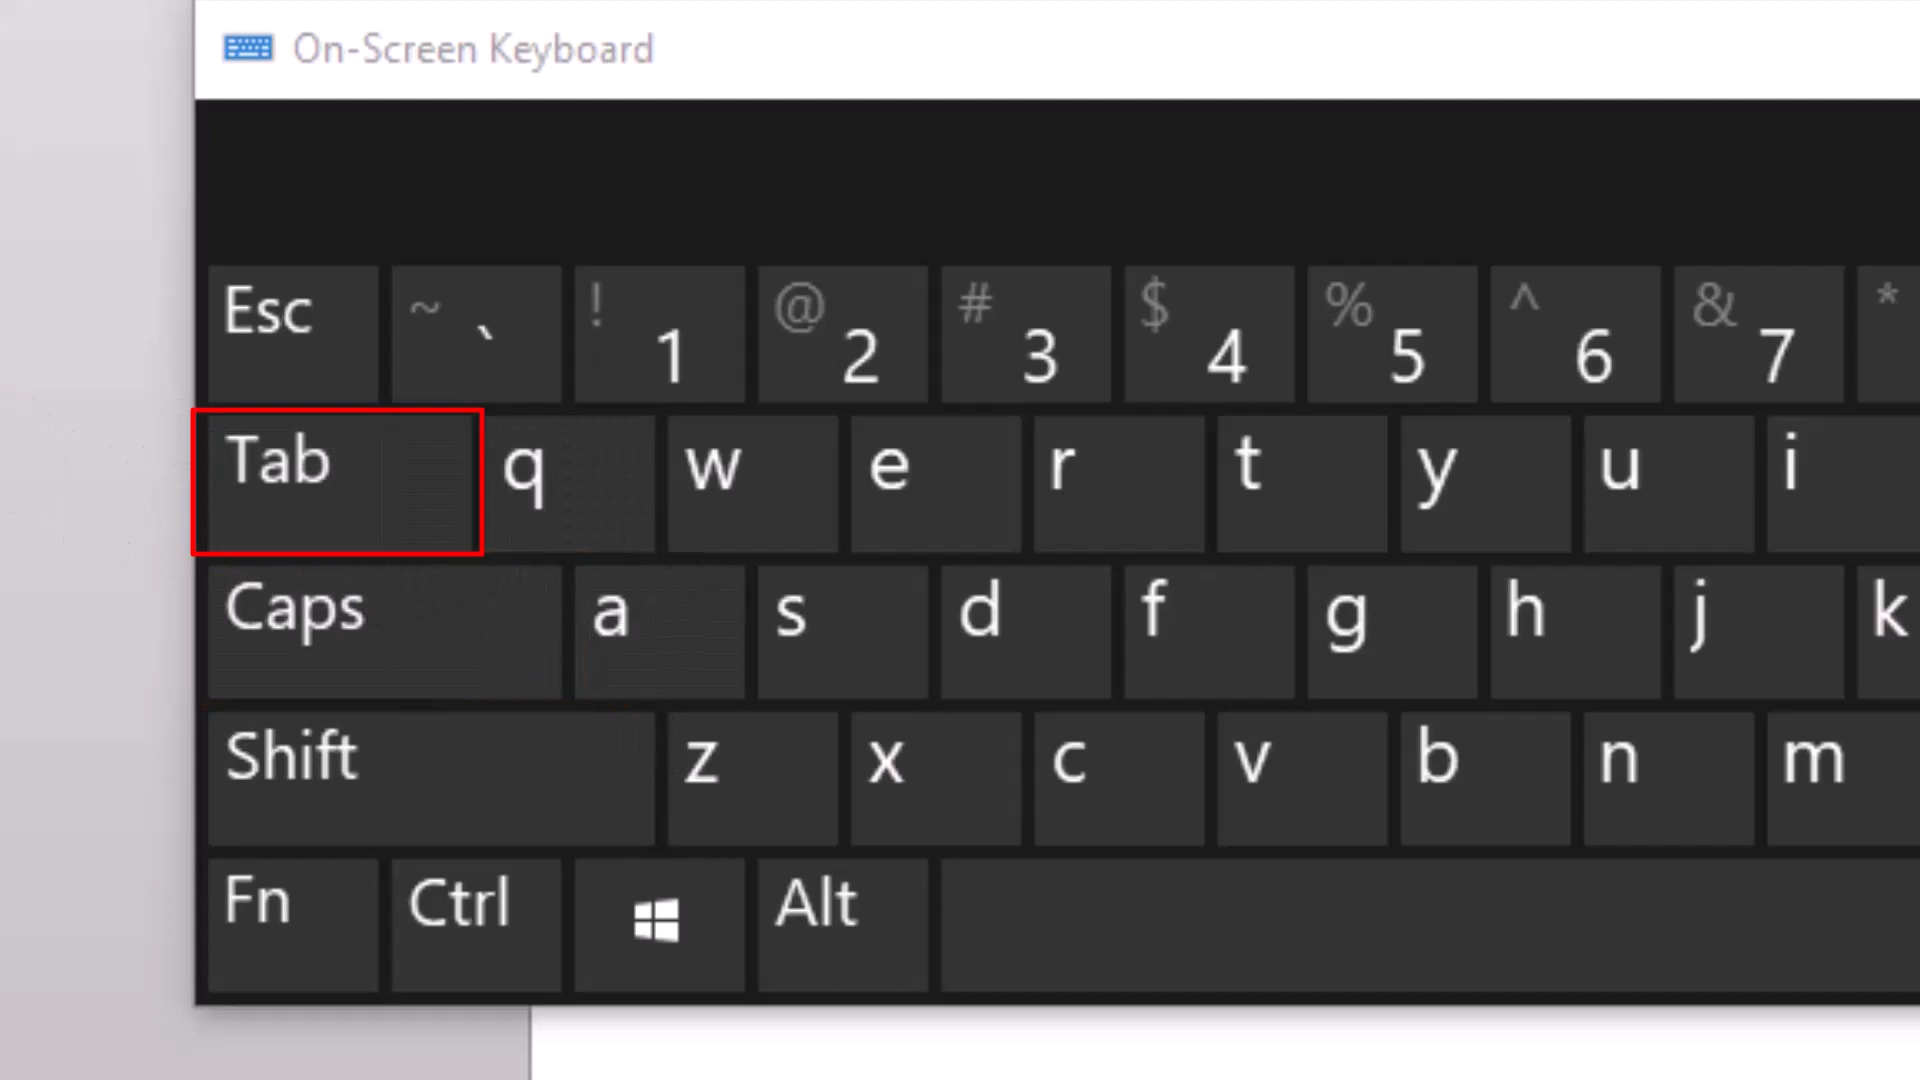 On-Screen Keyboard
Esc ~ ` ! 1 @ 2 # 3 $ 4 % 5 ^ 6 & 7 *
Tab q w e r t y u i
Caps a s d f g h j k
Shift z x c v b n m
Fn Ctrl Alt